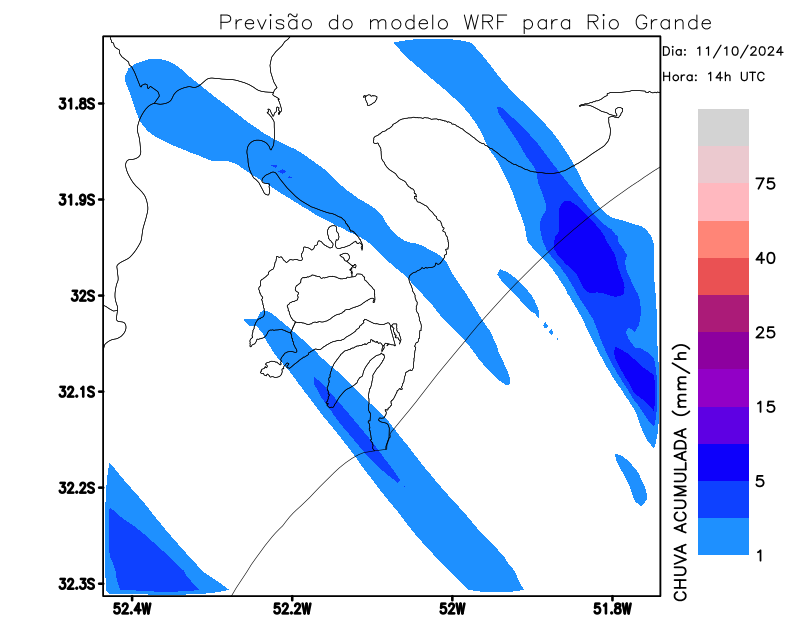 Previsão do modelo WRF para Rio Grande
Dia: 11/10/2024
Hora: 14h UTC
31.8S
31.9S
32S
32.1S
32.2S
32.3S
52.4W
52.2W
52W
51.8W
CHUVA ACUMULADA (mm/h)
75
40
25
15
5
1